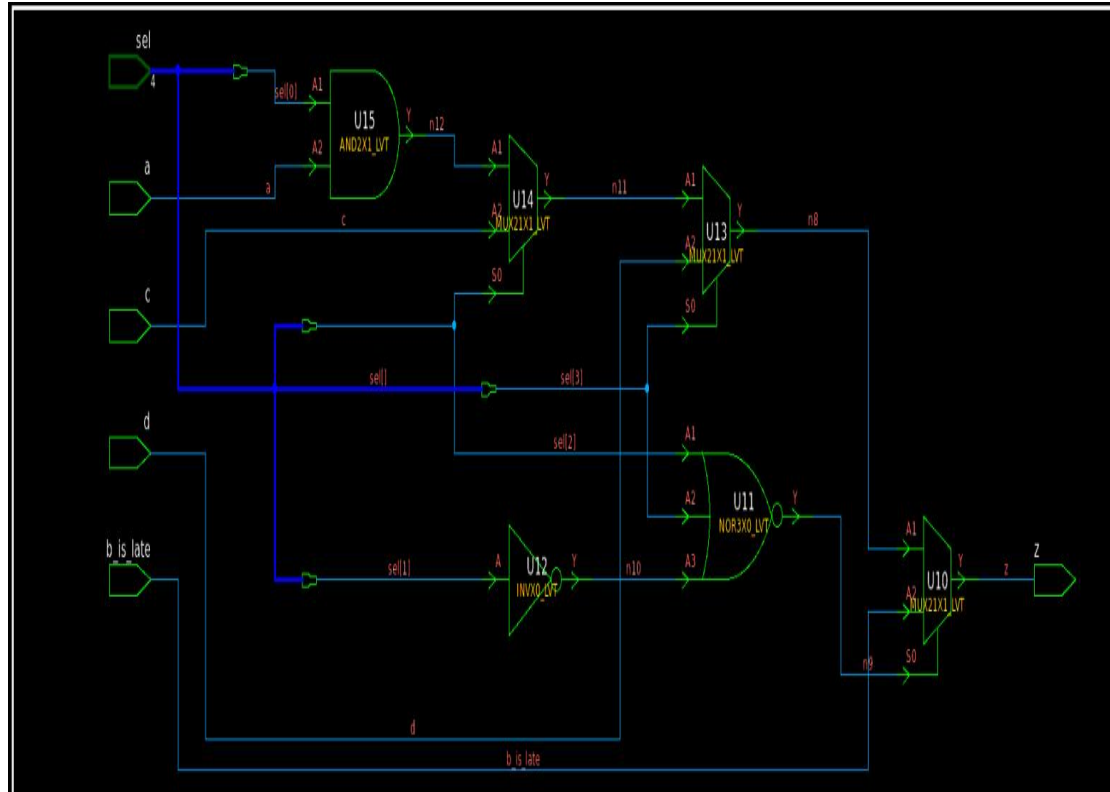 sel
4
sel[0]
A1
U15
AND2X1_LVT
Y
n12
A2
a
a
A1
U14
MUX21X1_LVT
Y
n11
A2
c
S0
A1
U13
MUX21X1_LVT
Y
n8
A2
S0
c
sel[]
sel[3]
d
sel[2]
A1
A2
U11
NOR3X0_LVT
Y
A3
b_is_late
sel[1]
A
U12
INVX0_LVT
Y
n10
A1
U10
MUX21X1_LVT
Y
z
z
A2
n9
S0
d
b_is_late